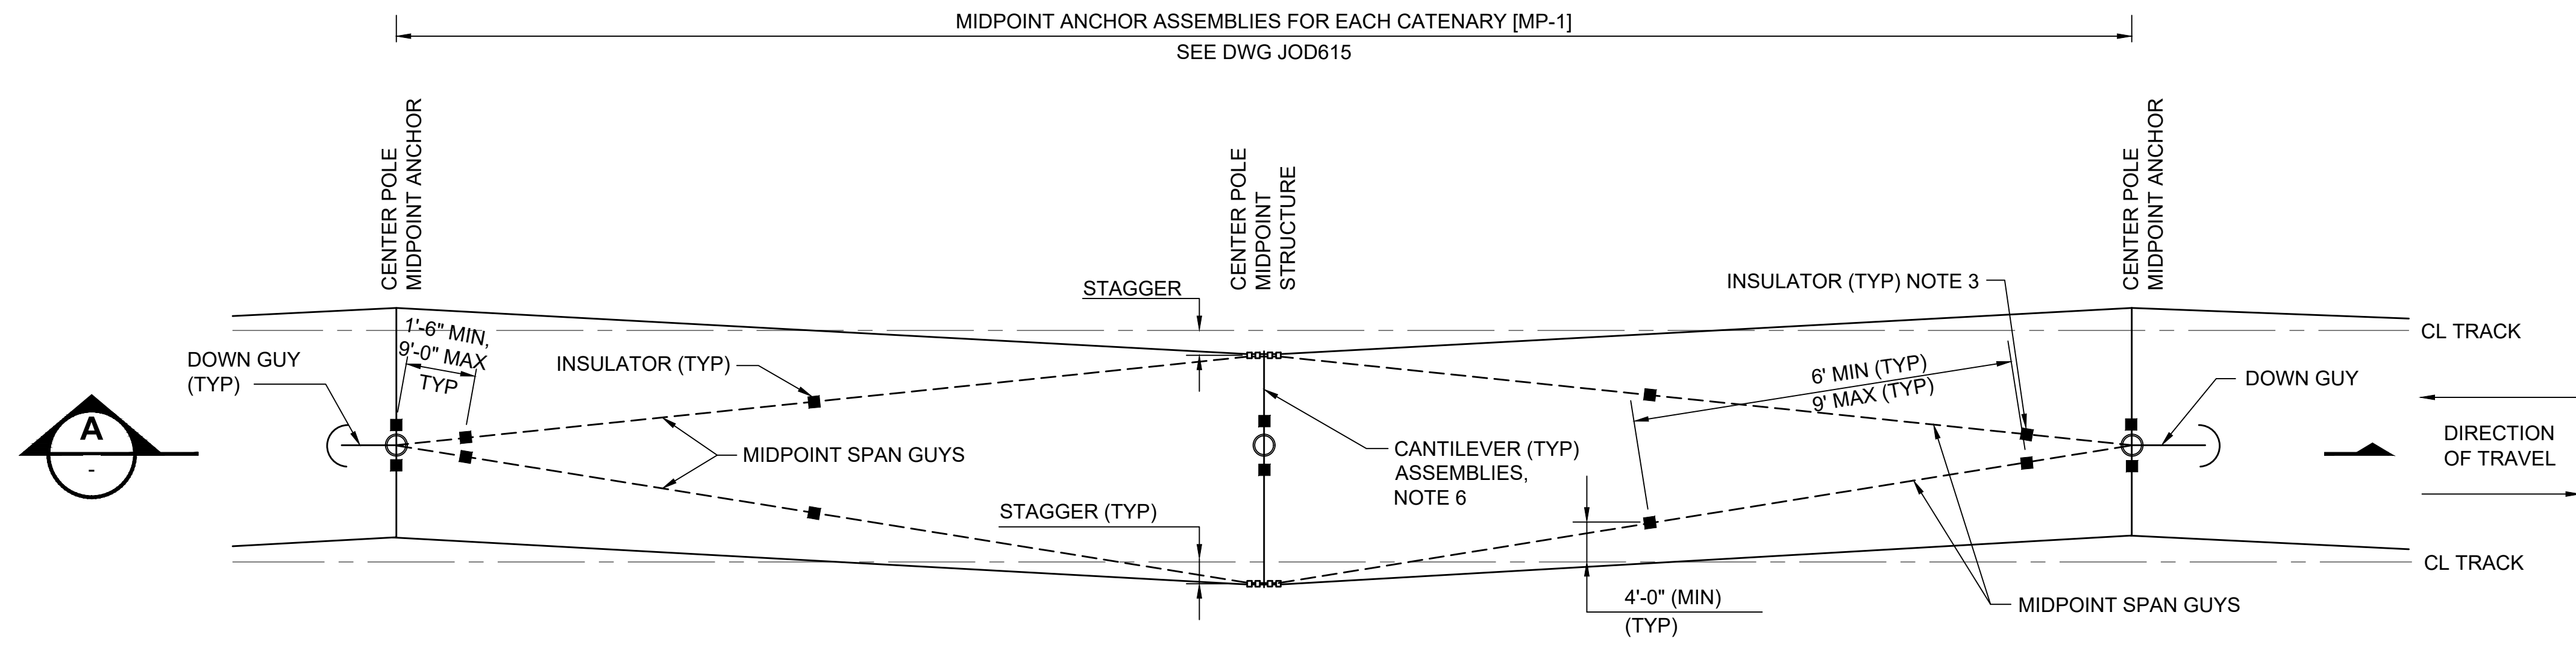 MIDPOINT ANCHOR ASSEMBLIES FOR EACH CATENARY [MP-1]
SEE DWG JOD615
CENTER POLE
MIDPOINT ANCHOR
CENTER POLE
MIDPOINT
STRUCTURE
CENTER POLE
MIDPOINT ANCHOR
STAGGER
INSULATOR (TYP) NOTE 3
1'-6" MIN,
9'-0" MAX
TYP
CL TRACK
DOWN GUY
(TYP)
INSULATOR (TYP)
6' MIN (TYP)
9' MAX (TYP)
DOWN GUY
A
-
MIDPOINT SPAN GUYS
CANTILEVER (TYP)
ASSEMBLIES,
NOTE 6
DIRECTION
OF TRAVEL
STAGGER (TYP)
CL TRACK
4'-0" (MIN)
(TYP)
MIDPOINT SPAN GUYS